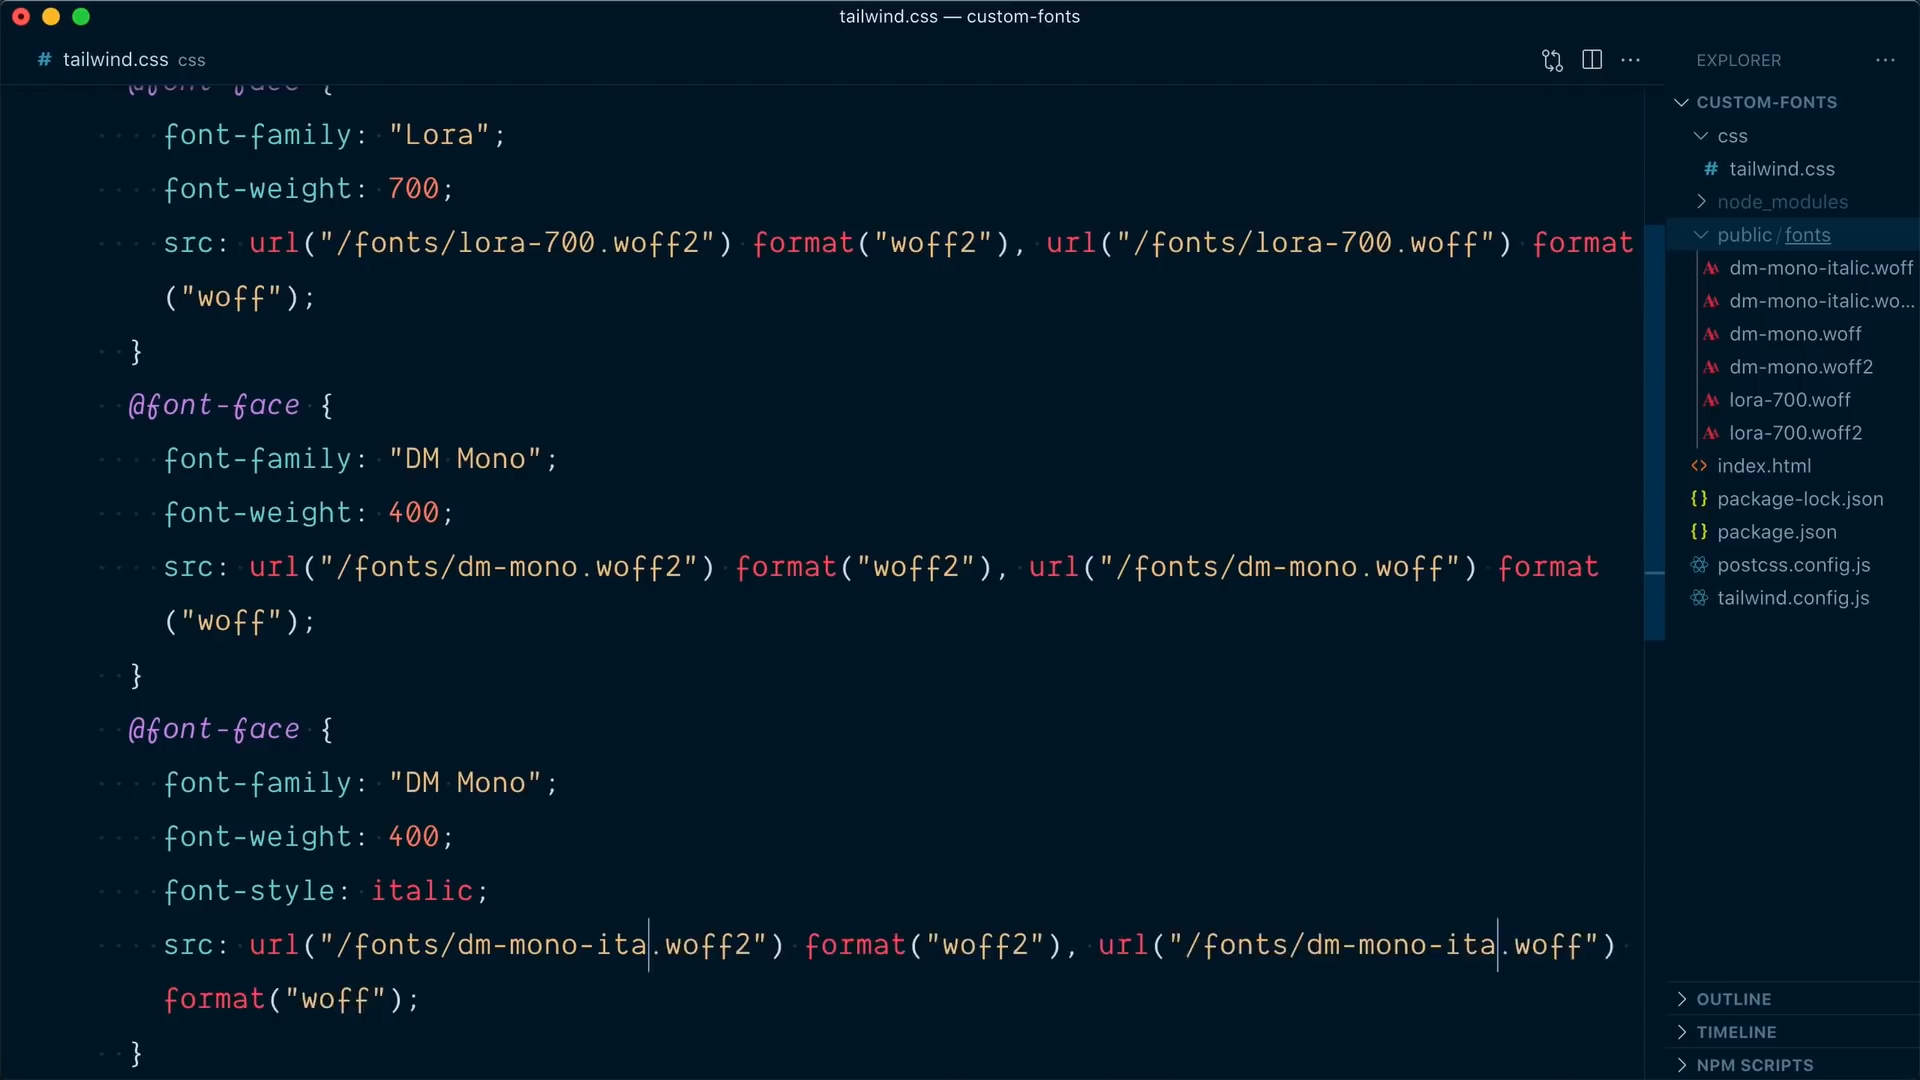 tailwind.css — custom-fonts
# tailwind.css css
EXPLORER
@font-face {
font-family: "Lora";
font-weight: 700;
src: url("/fonts/lora-700.woff2") format("woff2"), url("/fonts/lora-700.woff") format
("woff");
}
@font-face {
font-family: "DM Mono";
font-weight: 400;
src: url("/fonts/dm-mono.woff2") format("woff2"), url("/fonts/dm-mono.woff") format
("woff");
}
@font-face {
font-family: "DM Mono";
font-weight: 400;
font-style: italic;
src: url("/fonts/dm-mono-ita.woff2") format("woff2"), url("/fonts/dm-mono-ita.woff")
format("woff");
}
CUSTOM-FONTS
css
# tailwind.css
node_modules
public / fonts
dm-mono-italic.woff
dm-mono-italic.wo...
dm-mono.woff
dm-mono.woff2
lora-700.woff
lora-700.woff2
<> index.html
{} package-lock.json
{} package.json
postcss.config.js
tailwind.config.js
OUTLINE
TIMELINE
NPM SCRIPTS